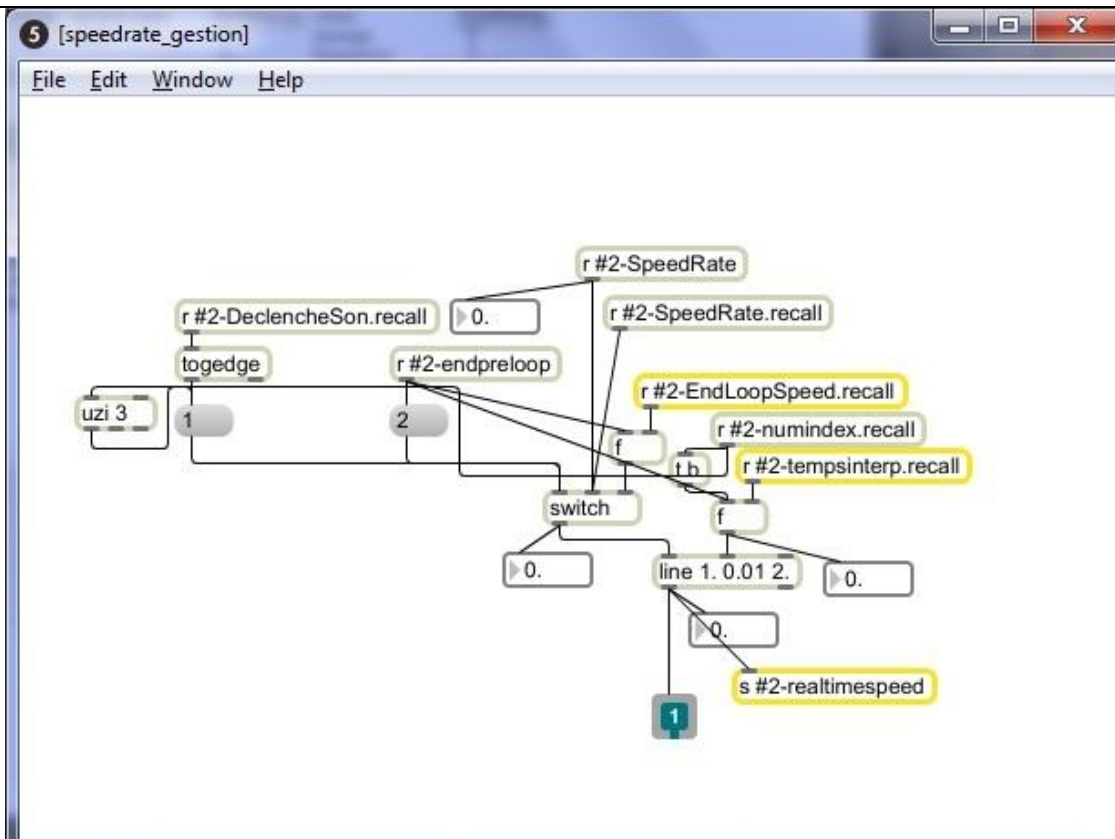 5 [speedrate_gestion]
File Edit Window Help
r #2-SpeedRate
r #2-DeclencheSon.recall
0.
r #2-SpeedRate.recall
togedge
r #2-endpreloop
r #2-EndLoopSpeed.recall
uzi 3
1
2
r #2-numindex.recall
f
t b
r #2-tempsinterp.recall
switch
f
0.
line 1. 0.01 2.
0.
0.
s #2-realtimespeed
1